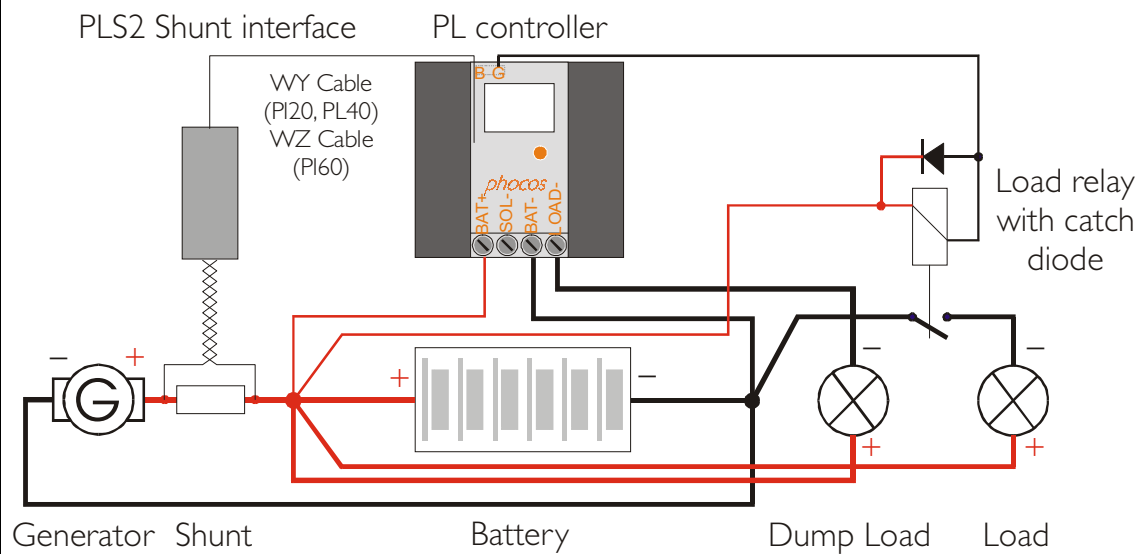 PLS2 Shunt interface
PL controller
WY Cable
(Pl20, PL40)
WZ Cable
(Pl60)
B G
phocos
BAT+
SOL-
BAT-
LOAD-
Load relay
with catch
diode
− +
G
+ −
−
+
−
+
Generator
Shunt
Battery
Dump Load
Load